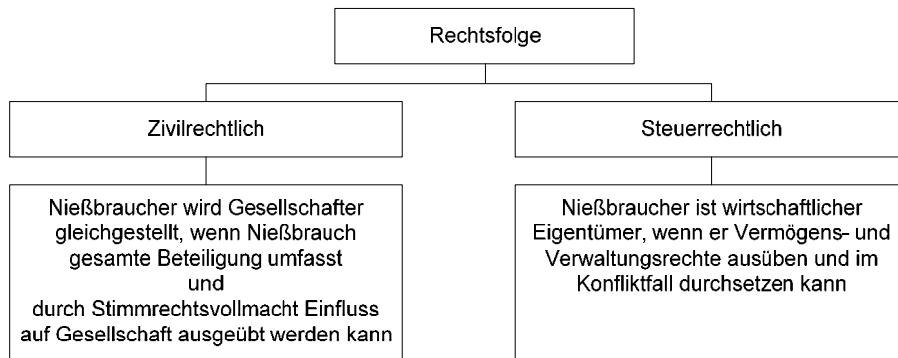 Rechtsfolge
Zivilrechtlich
Steuerrechtlich
Nießbraucher wird Gesellschafter
gleichgestellt, wenn Nießbrauch
gesamte Beteiligung umfasst
und
durch Stimmrechtsvollmacht Einfluss
auf Gesellschaft ausgeübt werden kann
Nießbraucher ist wirtschaftlicher
Eigentümer, wenn er Vermögens- und
Verwaltungsrechte ausüben und im
Konfliktfall durchsetzen kann